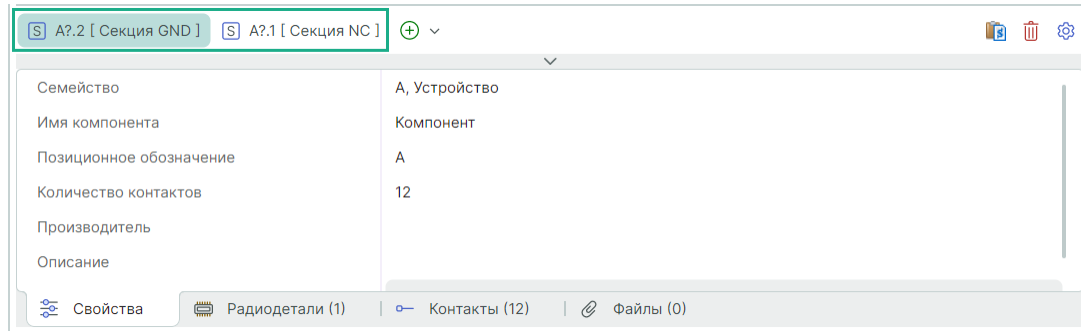 S A?.2 [ Секция GND ] S A?.1 [ Секция NC ]
Семейство A, Устройство
Имя компонента Компонент
Позиционное обозначение A
Количество контактов 12
Производитель
Описание
Свойства Радиодетали (1) Контакты (12) Файлы (0)